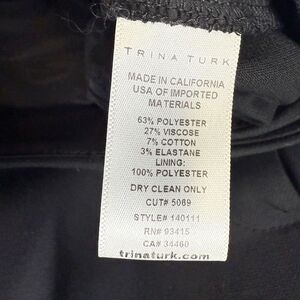 TRINA TURK
MADE IN CALIFORNIA
USA OF IMPORTED
MATERIALS
63% POLYESTER
27% VISCOSE
7% COTTON
3% ELASTANE
LINING:
100% POLYESTER
DRY CLEAN ONLY
CUT# 5069
STYLE# 140111
RN# 93415
CA# 34460
trinaturk.com